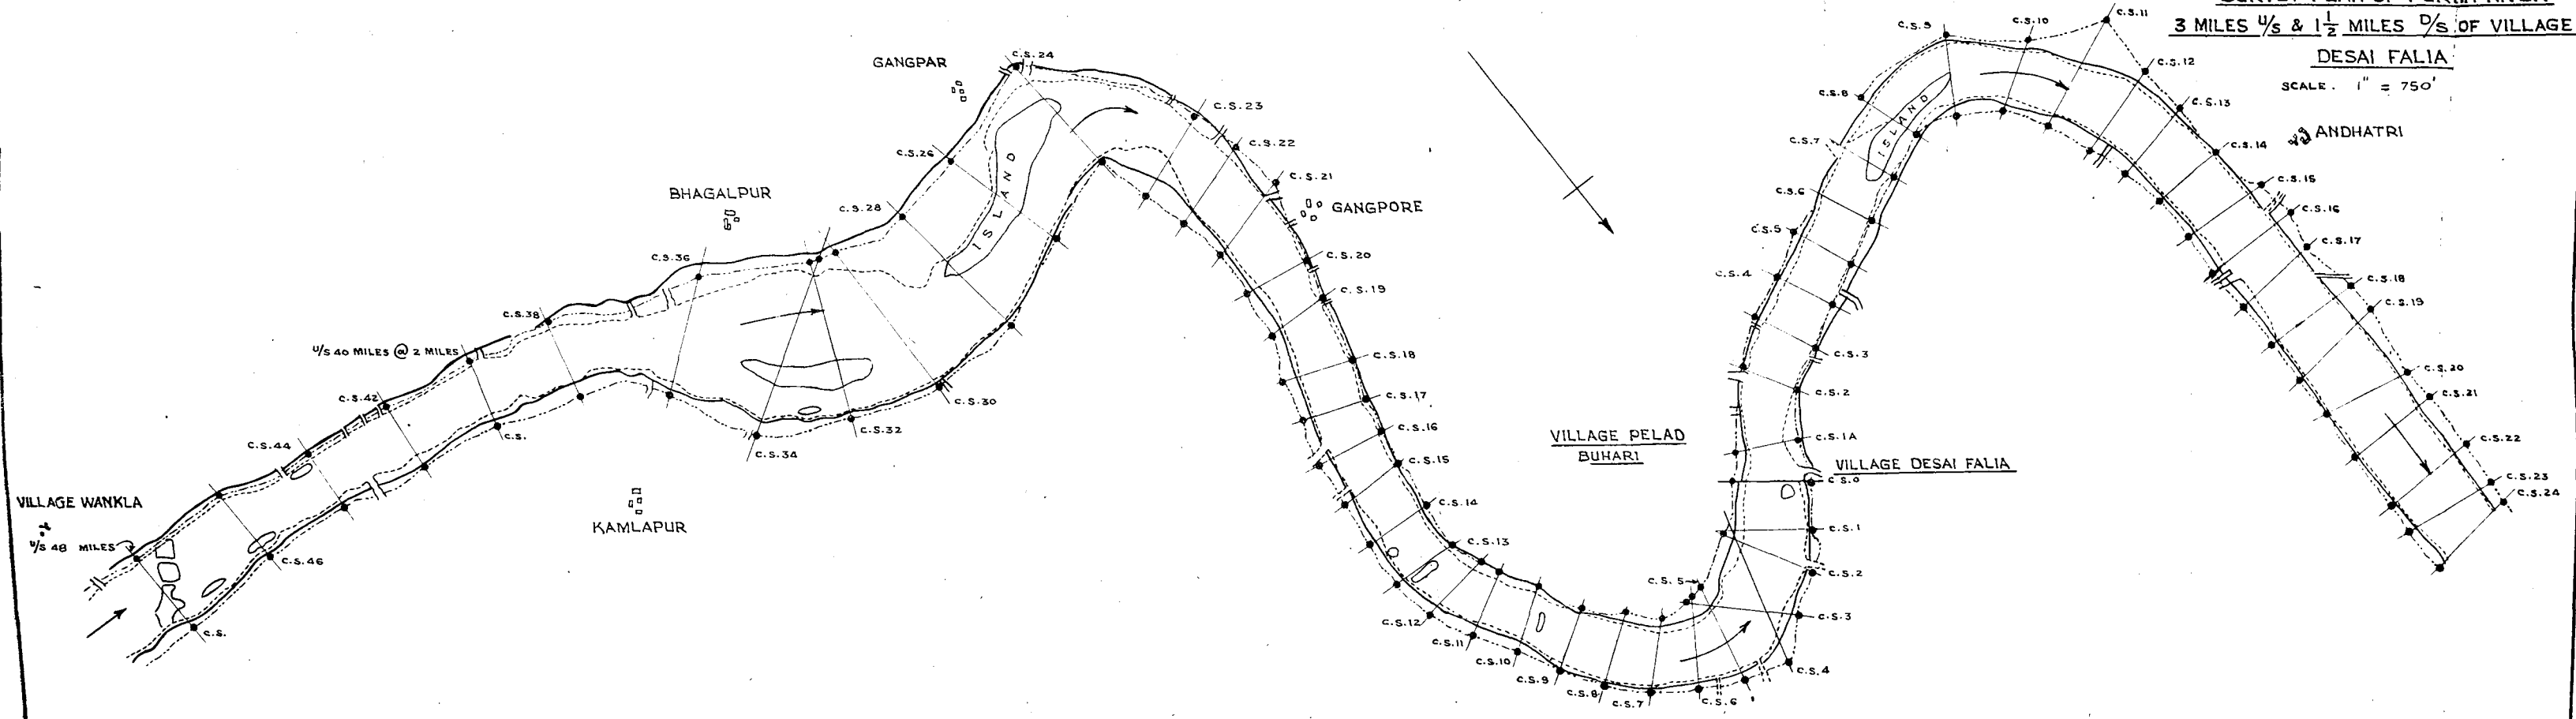 3 MILES U/S & 1½ MILES D/S OF VILLAGE
DESAI FALIA
SCALE. 1" = 750'
ANDHATRI
GANGPAR
C.S.24
C.S.23
C.S.22
C.S.21
GANGPORE
C.S.20
C.S.19
C.S.18
C.S.17
C.S.16
C.S.15
C.S.14
C.S.13
C.S.12
C.S.11
C.S.10
C.S.9
C.S.8
C.S.7
C.S.6
C.S.5
C.S.4
C.S.3
C.S.2
C.S.1
C.S.0
ISLAND
C.S.26
C.S.28
BHAGALPUR
C.S.36
C.S.38
U/S 40 MILES @ 2 MILES
C.S.42
C.S.44
VILLAGE WANKLA
U/S 48 MILES
C.S.
C.S.46
C.S.
KAMLAPUR
C.S.34
C.S.32
C.S.30
VILLAGE PELAD
BUHARI
VILLAGE DESAI FALIA
C.S.1A
C.S.2
C.S.3
C.S.4
C.S.5
C.S.6
C.S.7
C.S.8
ISLAND
C.S.9
C.S.10
C.S.11
C.S.12
C.S.13
C.S.14
C.S.15
C.S.16
C.S.17
C.S.18
C.S.19
C.S.20
C.S.21
C.S.22
C.S.23
C.S.24